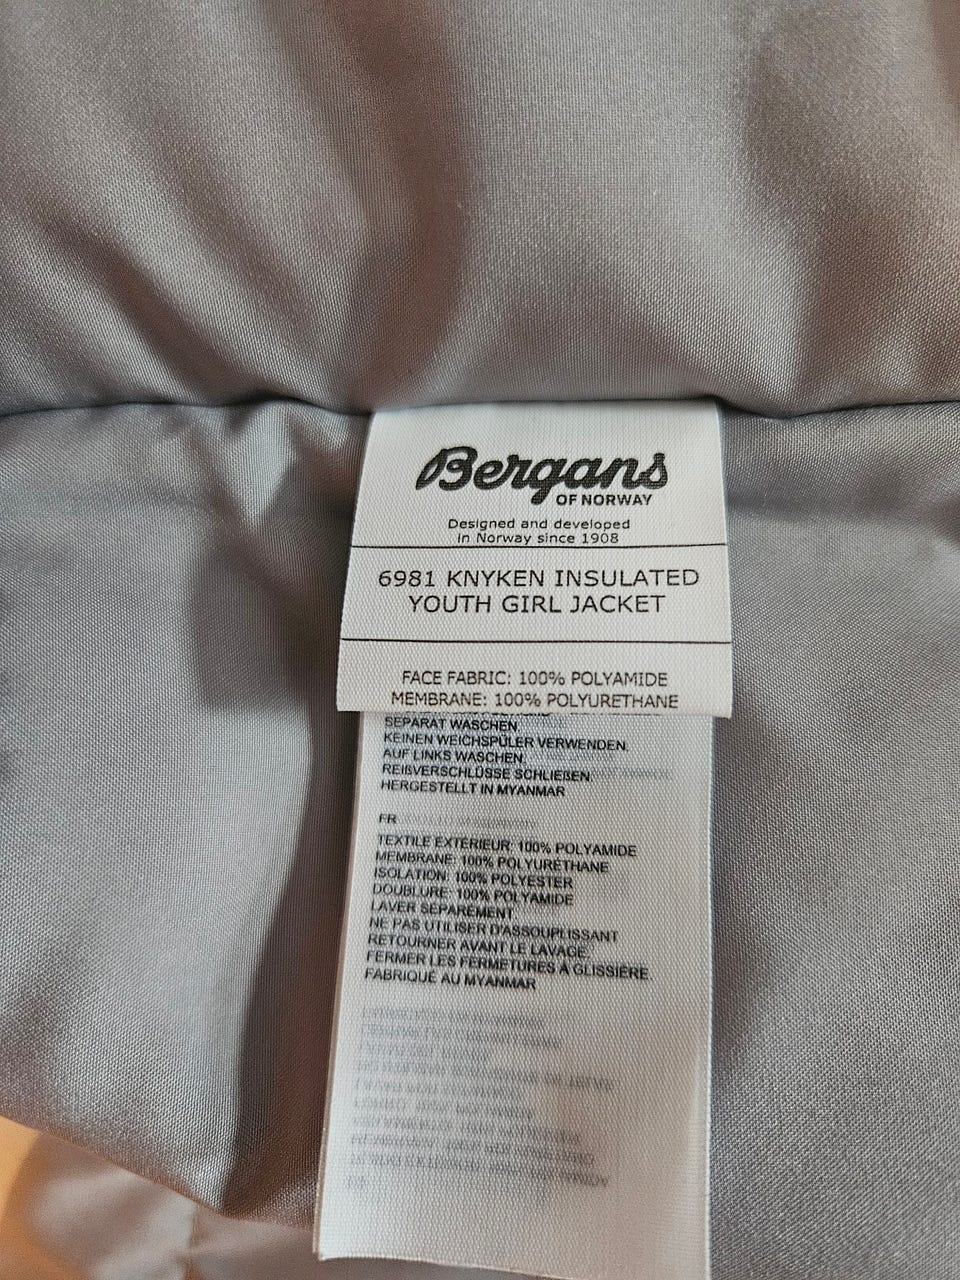 Bergans
OF NORWAY
Designed and developed
in Norway since 1908
6981 KNYKEN INSULATED
YOUTH GIRL JACKET
FACE FABRIC: 100% POLYAMIDE
MEMBRANE: 100% POLYURETHANE
SEPARAT WASCHEN
KEINEN WEICHSPÜLER VERWENDEN.
AUF LINKS WASCHEN.
REIßVERSCHLÜSSE SCHLIEßEN
HERGESTELLT IN MYANMAR
FR
TEXTILE EXTÉRIEUR: 100% POLYAMIDE
MEMBRANE: 100% POLYURÉTHANE
ISOLATION: 100% POLYESTER
DOUBLURE: 100% POLYAMIDE
LAVER SÉPARÉMENT
NE PAS UTILISER D'ASSOUPLISSANT
RETOURNER AVANT LE LAVAGE
FERMER LES FERMETURES À GLISSIÈRE
FABRIQUÉ AU MYANMAR